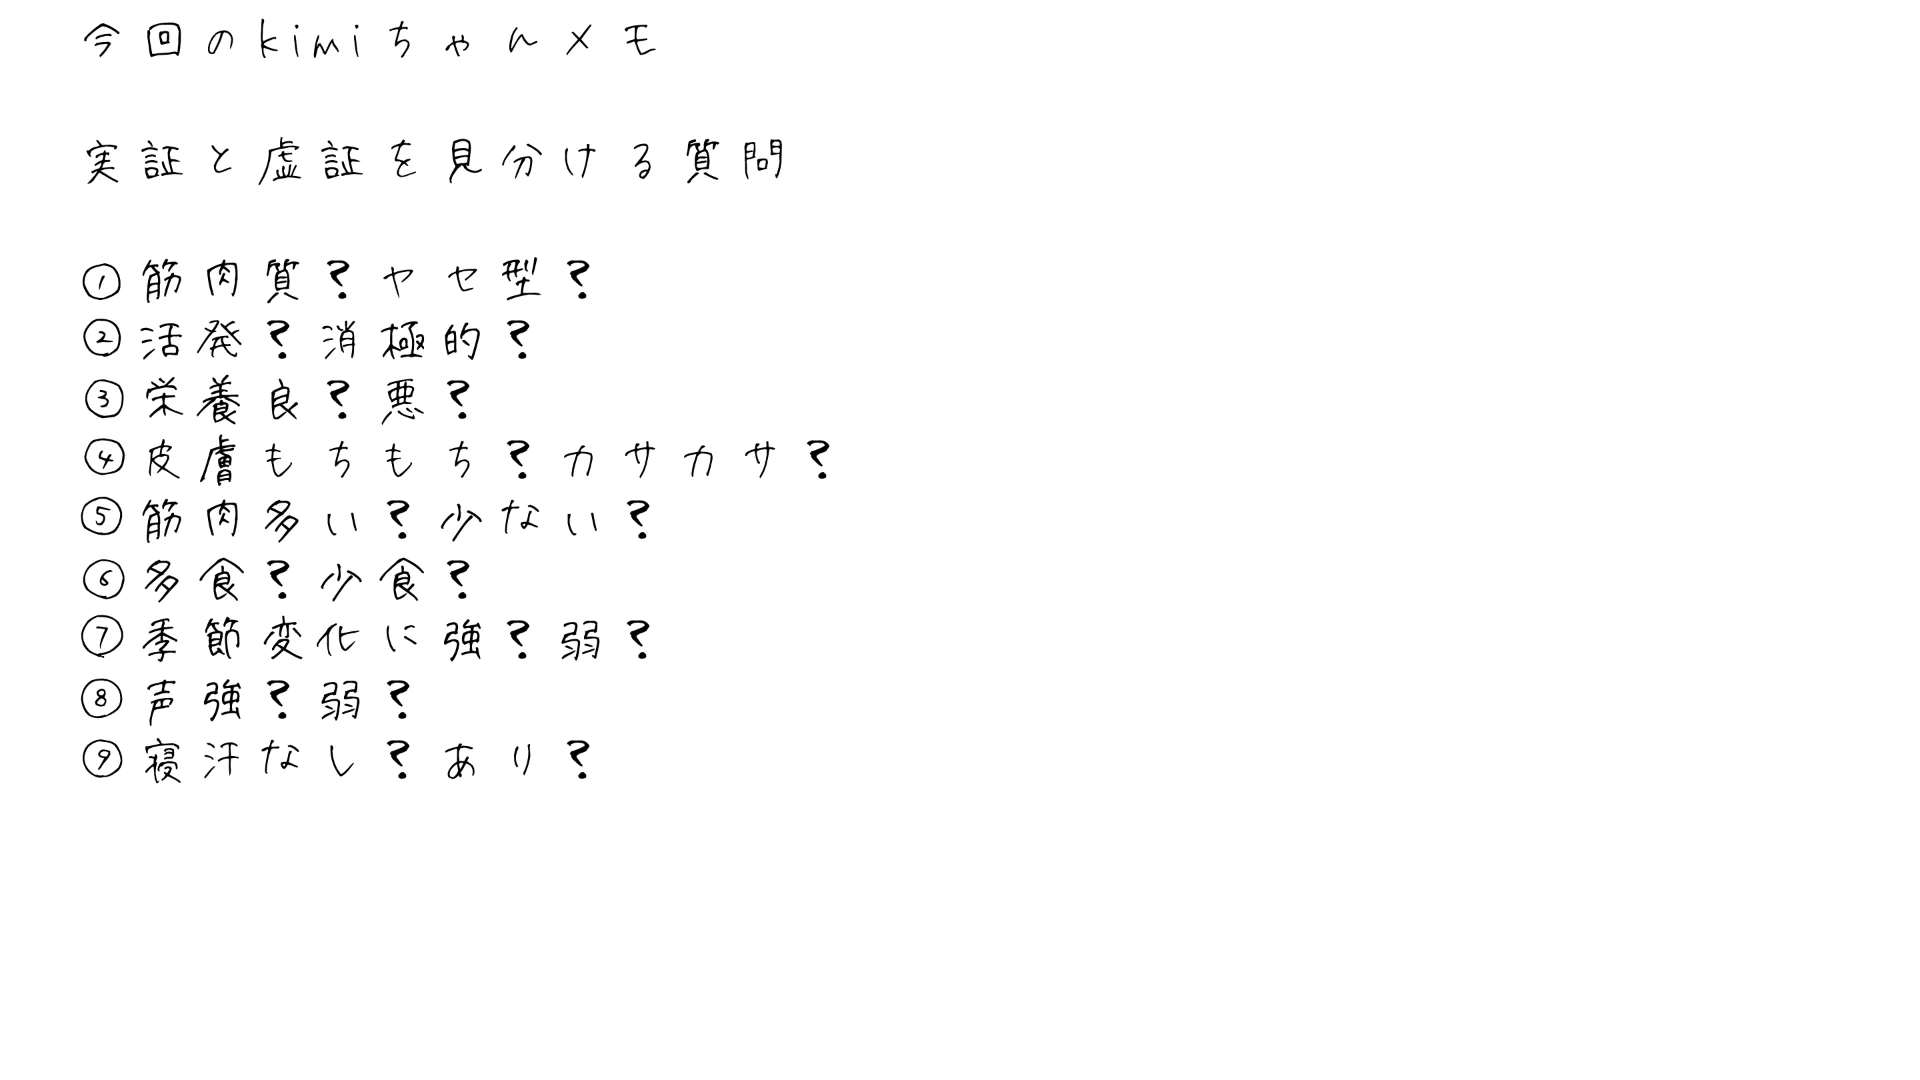 今回のkimiちゃんメモ
実証と虚証を見分ける質問
①筋肉質?ヤセ型?
②活発?消極的?
③栄養良?悪?
④皮膚もちもち?カサカサ?
⑤筋肉多い?少ない?
⑥多食?少食?
⑦季節変化に強?弱?
⑧声強?弱?
⑨寝汗なし?あり?